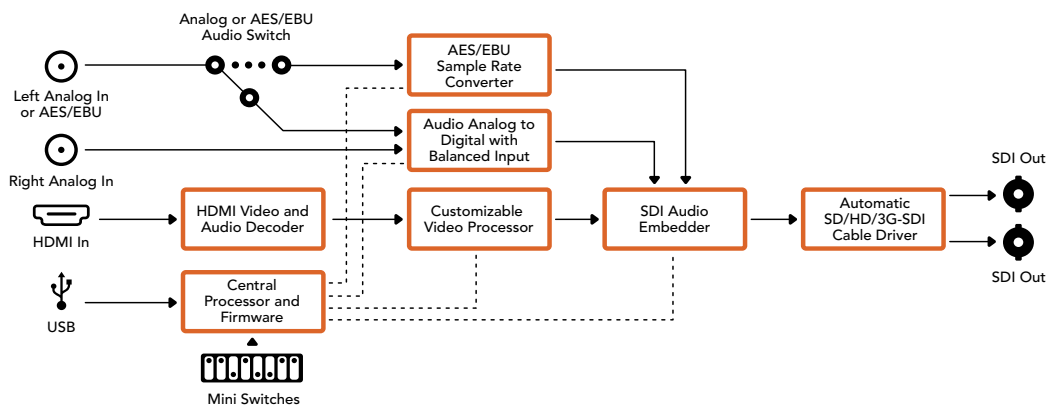 Analog or AES/EBU
Audio Switch
Left Analog In
or AES/EBU
Right Analog In
HDMI In
USB
AES/EBU
Sample Rate
Converter
Audio Analog to
Digital with
Balanced Input
HDMI Video and
Audio Decoder
Customizable
Video Processor
SDI Audio
Embedder
Automatic
SD/HD/3G-SDI
Cable Driver
SDI Out
SDI Out
Central
Processor and
Firmware
Mini Switches